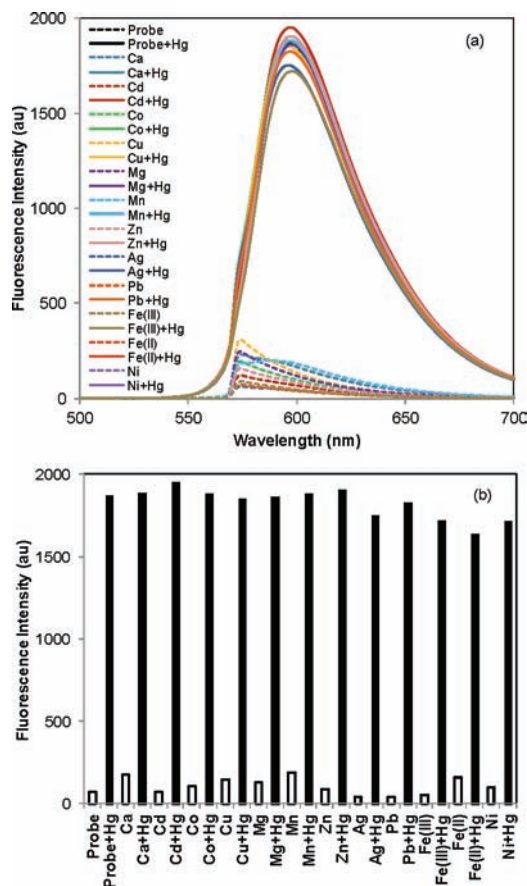 2000
1500
1000
500
0
Fluorescence Intensity (au)
Probe
Probe+Hg
Ca
Ca+Hg
Cd
Cd+Hg
Co
Co+Hg
Cu
Cu+Hg
Mg
Mg+Hg
Mn
Mn+Hg
Zn
Zn+Hg
Ag
Ag+Hg
Pb
Pb+Hg
Fe(III)
Fe(III)+Hg
Fe(II)
Fe(II)+Hg
Ni
Ni+Hg
(a)
500 550 600 650 700
Wavelength (nm)
2000
1500
1000
500
0
Fluorescence Intensity (au)
(b)
Probe
Probe+Hg
Ca
Ca+Hg
Cd
Cd+Hg
Co
Co+Hg
Cu
Cu+Hg
Mg
Mg+Hg
Mn
Mn+Hg
Zn
Zn+Hg
Ag
Ag+Hg
Pb
Pb+Hg
Fe(III)
Fe(III)+Hg
Fe(II)
Fe(II)+Hg
Ni
Ni+Hg